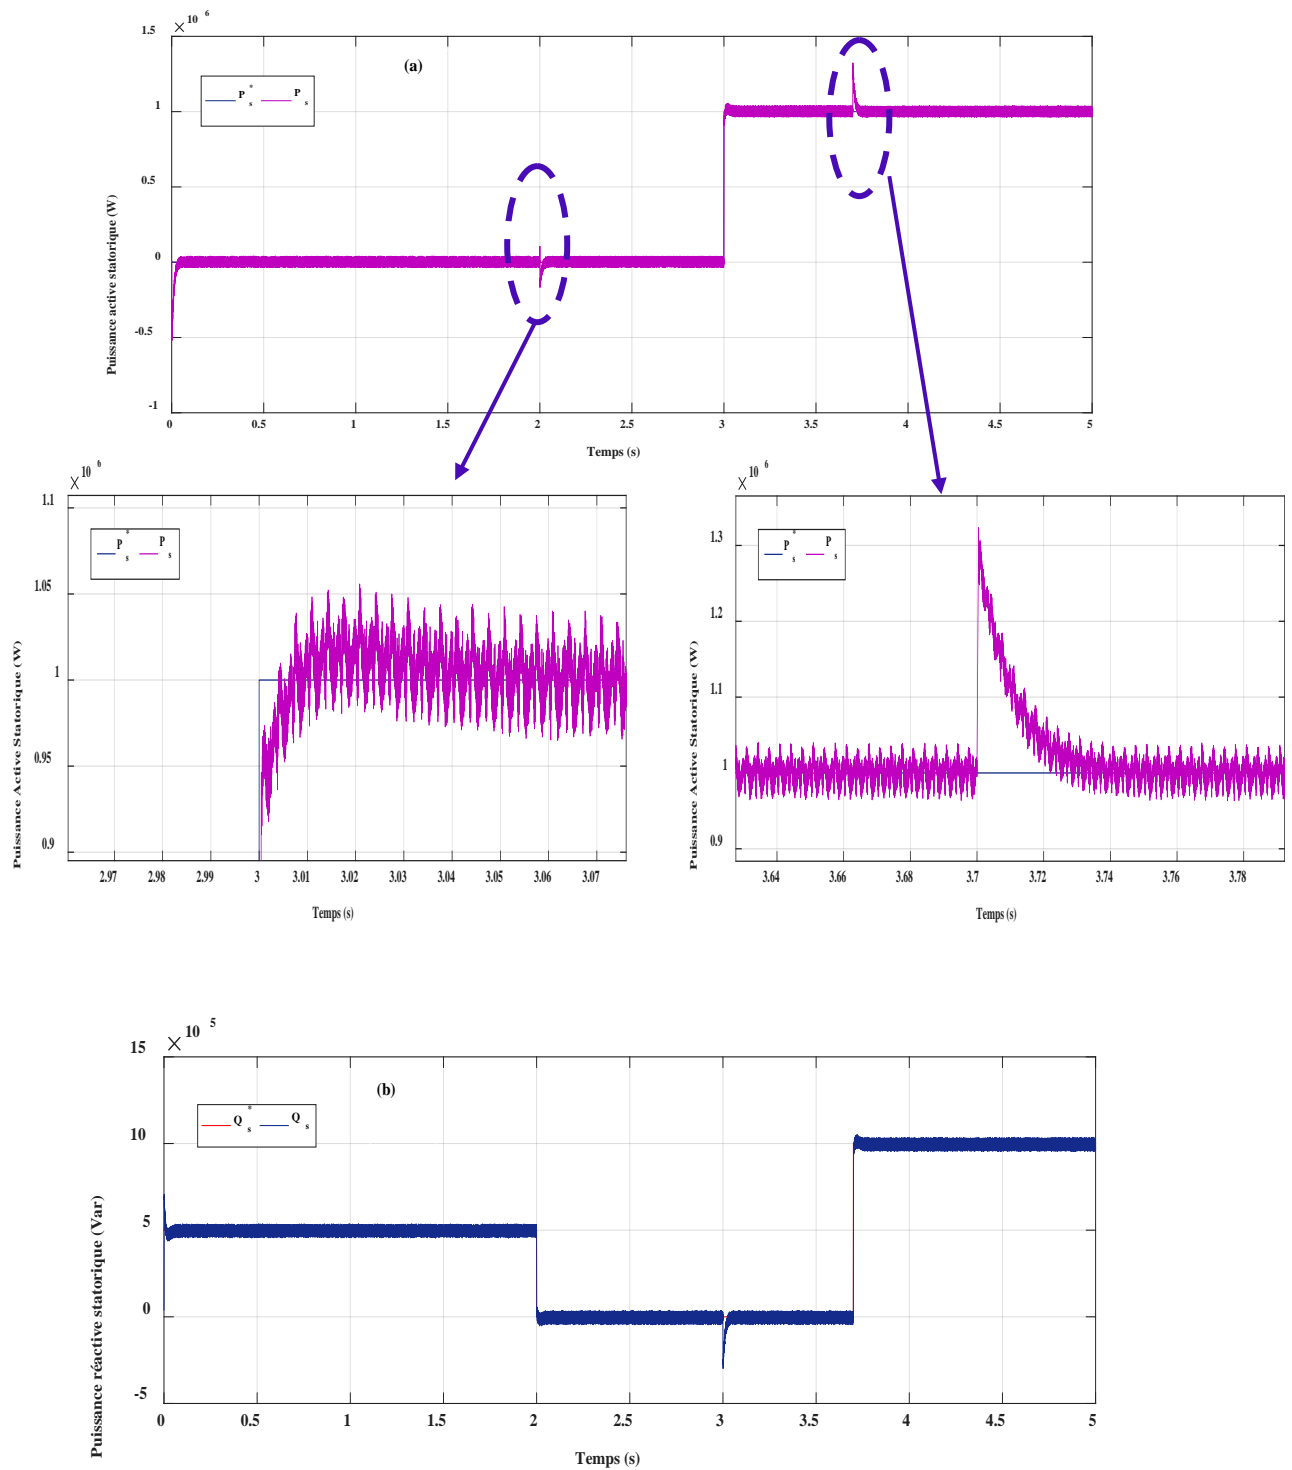 × 10 6
1.5
(a)
P s * P s
1
0.5
0
-0.5
-1
0 0.5 1 1.5 2 2.5 3 3.5 4 4.5 5
Temps (s)
Puissance active statorique (W)
× 10 6
1.1
P s * P s
1.05
1
0.95
0.9
2.97 2.98 2.99 3 3.01 3.02 3.03 3.04 3.05 3.06 3.07
Temps (s)
Puissance Active Statorique (W)
× 10 6
P s * P s
1.3
1.2
1.1
1
0.9
3.64 3.66 3.68 3.7 3.72 3.74 3.76 3.78
Temps (s)
Puissance Active Statorique (W)
× 10 5
15
(b)
Q s * Q s
10
5
0
-5
0 0.5 1 1.5 2 2.5 3 3.5 4 4.5 5
Temps (s)
Puissance réactive statorique (Var)